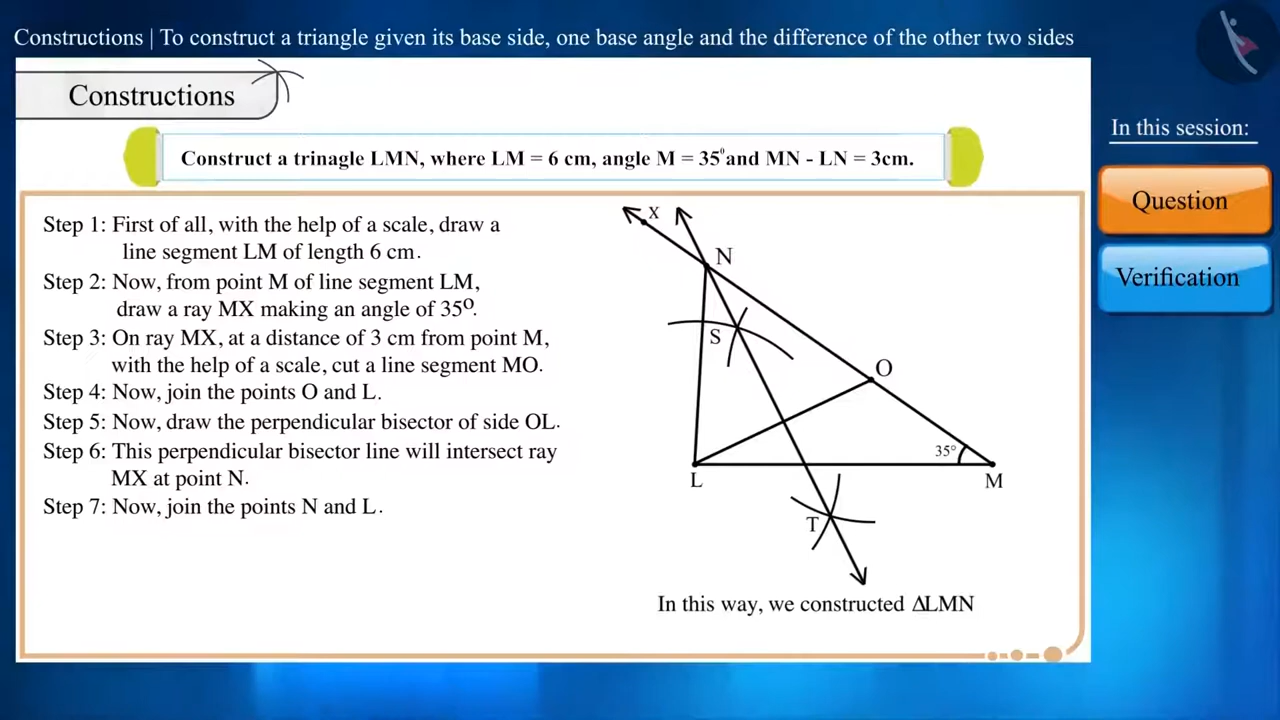 Constructions | To construct a triangle given its base side, one base angle and the difference of the other two sides
Constructions
In this session:
Construct a trinagle LMN, where LM = 6 cm, angle M = 35⁰ and MN - LN = 3cm.
Question
Verification
Step 1: First of all, with the help of a scale, draw a
line segment LM of length 6 cm.
Step 2: Now, from point M of line segment LM,
draw a ray MX making an angle of 35º.
Step 3: On ray MX, at a distance of 3 cm from point M,
with the help of a scale, cut a line segment MO.
Step 4: Now, join the points O and L.
Step 5: Now, draw the perpendicular bisector of side OL.
Step 6: This perpendicular bisector line will intersect ray
MX at point N.
Step 7: Now, join the points N and L.
X
N
S
O
35°
L
M
T
In this way, we constructed ΔLMN